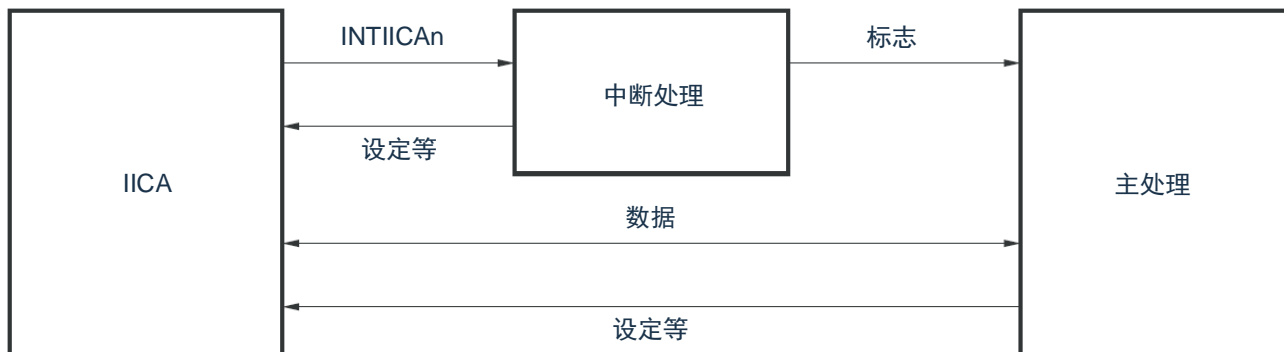 INTIICAn
标志
中断处理
设定等
IICA
主处理
数据
设定等